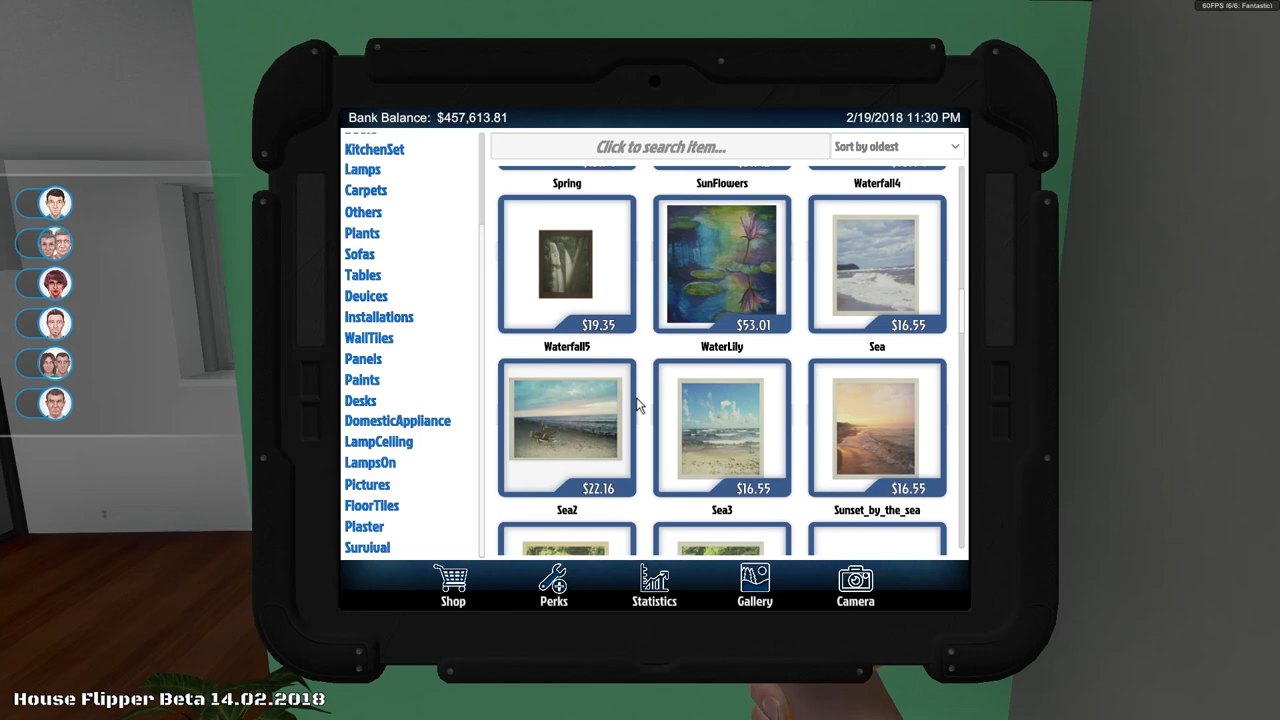 60FPS (6/6: Fantastic)
Bank Balance: $457,613.81
2/19/2018 11:30 PM
Click to search item...
Sort by oldest
KitchenSet
Lamps
Carpets
Others
Plants
Sofas
Tables
Devices
Installations
WallTiles
Panels
Paints
Desks
DomesticAppliance
LampCeiling
LampsOn
Pictures
FloorTiles
Plaster
Survival
Spring
SunFlowers
Waterfall4
$19.35
$53.01
$16.55
Waterfall5
WaterLily
Sea
$22.16
$16.55
$16.55
Sea2
Sea3
Sunset_by_the_sea
Shop
Perks
Statistics
Gallery
Camera
House Flipper Beta 14.02.2018